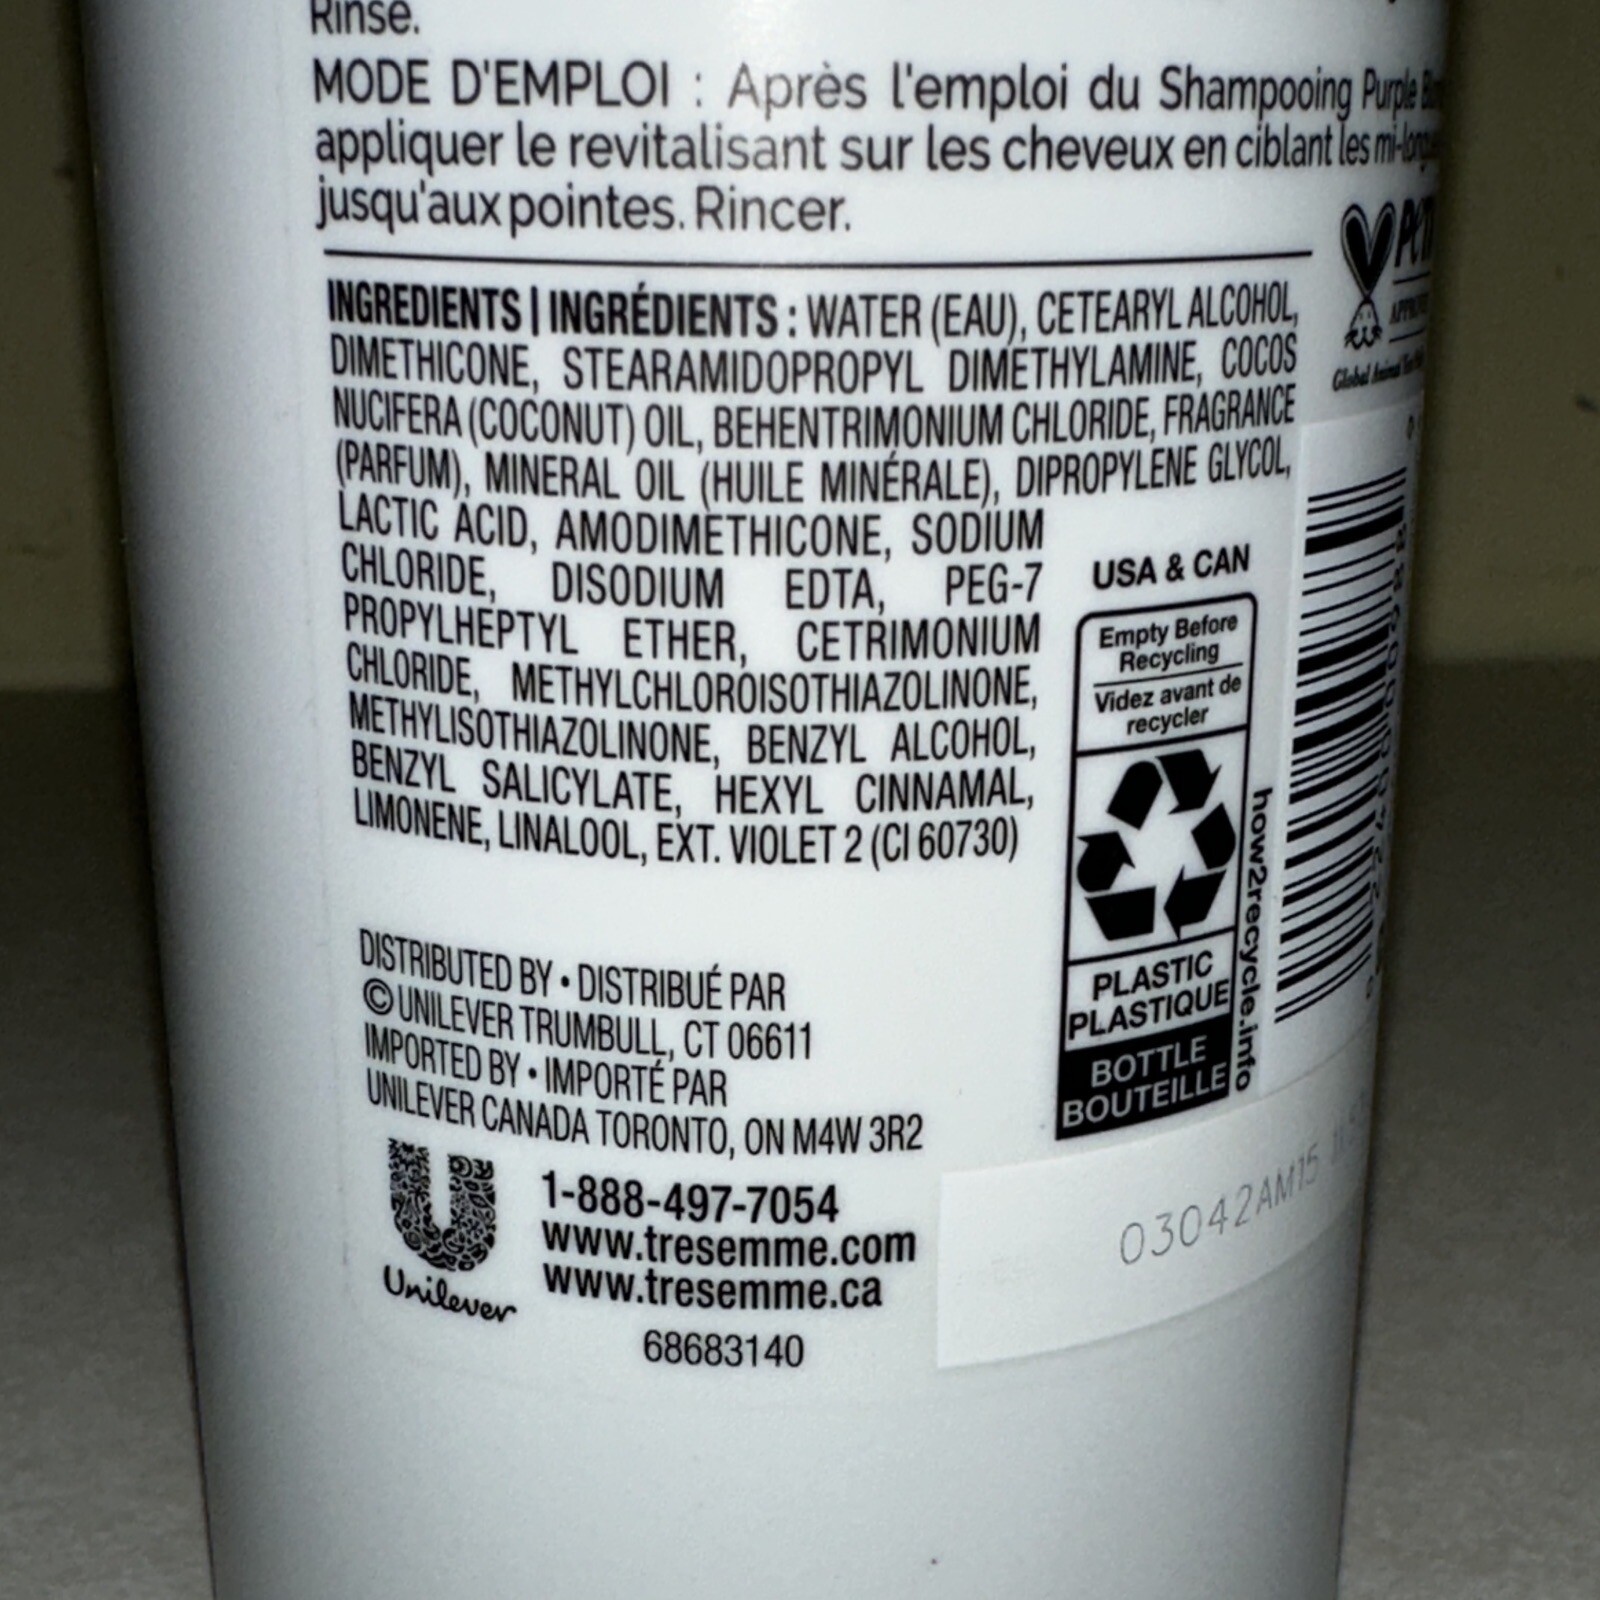 Rinse.
MODE D'EMPLOI : Après l'emploi du Shampooing Purple
appliquer le revitalisant sur les cheveux en ciblant les
jusqu'aux pointes. Rincer.
INGREDIENTS | INGRÉDIENTS : WATER (EAU), CETEARYL ALCOHOL,
DIMETHICONE, STEARAMIDOPROPYL DIMETHYLAMINE, COCOS
NUCIFERA (COCONUT) OIL, BEHENTRIMONIUM CHLORIDE, FRAGRANCE
(PARFUM), MINERAL OIL (HUILE MINÉRALE), DIPROPYLENE GLYCOL,
LACTIC ACID, AMODIMETHICONE, SODIUM
CHLORIDE, DISODIUM EDTA, PEG-7
PROPYLHEPTYL ETHER, CETRIMONIUM
CHLORIDE, METHYLCHLOROISOTHIAZOLINONE,
METHYLISOTHIAZOLINONE, BENZYL ALCOHOL,
BENZYL SALICYLATE, HEXYL CINNAMAL,
LIMONENE, LINALOOL, EXT. VIOLET 2 (CI 60730)
Global Animal
USA & CAN
Empty Before
Recycling
Videz avant de
recycler
PLASTIC
PLASTIQUE
BOTTLE
BOUTEILLE
how2recycle.info
DISTRIBUTED BY • DISTRIBUÉ PAR
© UNILEVER TRUMBULL, CT 06611
IMPORTED BY • IMPORTÉ PAR
UNILEVER CANADA TORONTO, ON M4W 3R2
Unilever
1-888-497-7054
www.tresemme.com
www.tresemme.ca
68683140
03042AM15